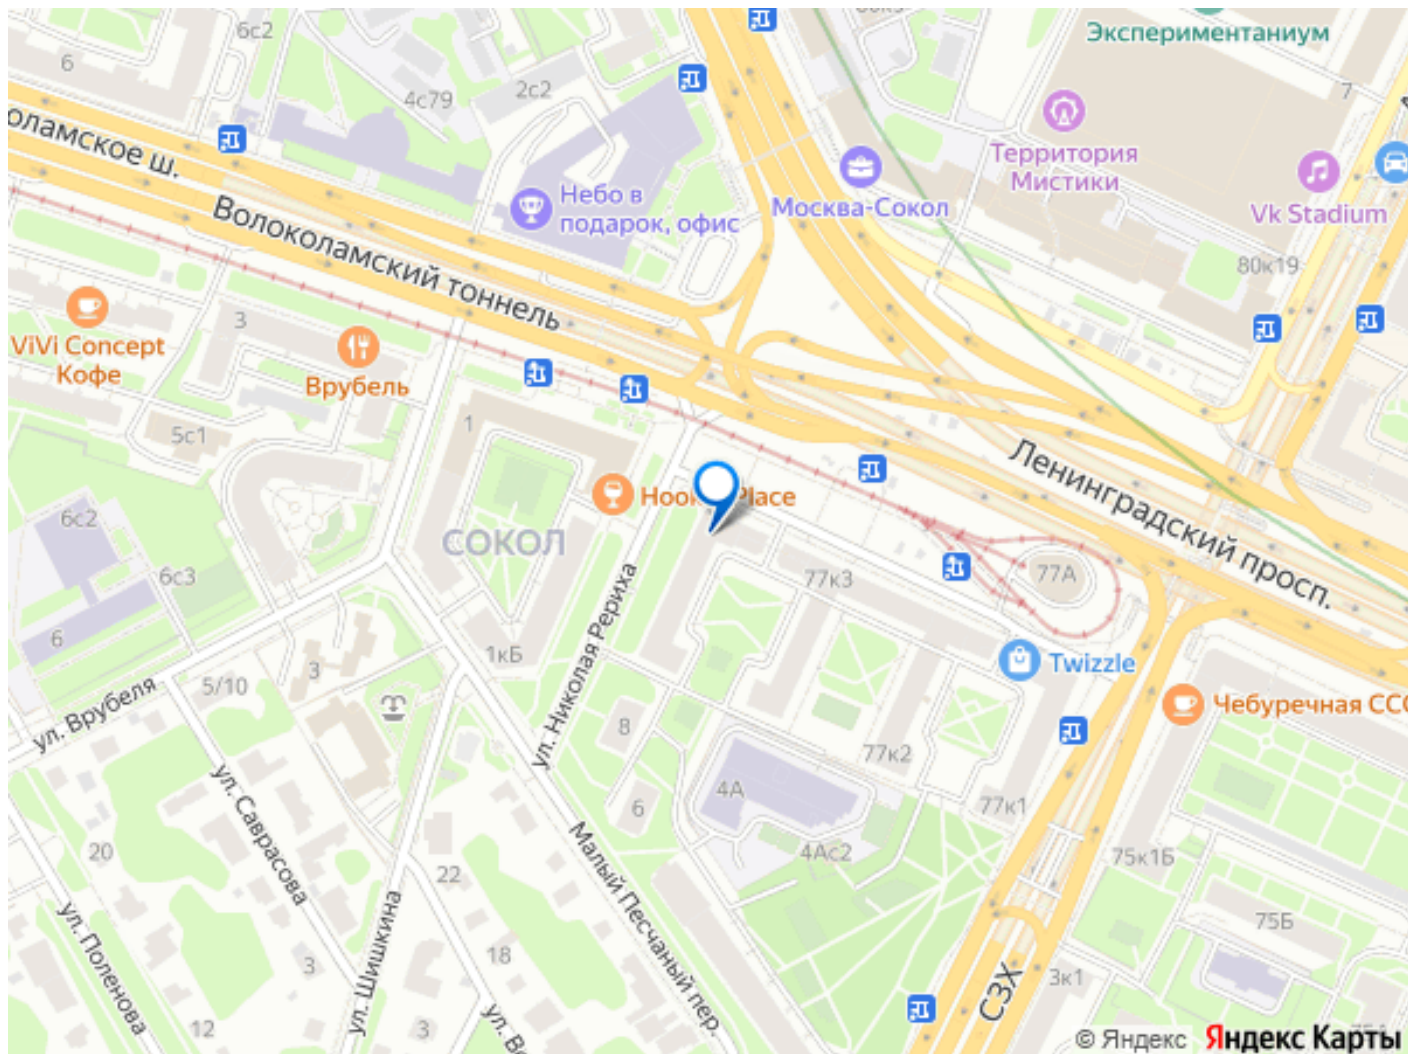 6с2
6
4с79
2с2
Экспериментаниум
7
оламское ш.
Волоколамский тоннель
Небо в
подарок, офис
Москва-Сокол
Территория
Мистики
Vk Stadium
80к19
ViVi Concept
Кофе
3
Врубель
5с1
1
Ленинградский просп.
6с2
СОКОЛ
Place
6с3
77к3
77А
6
3
5/10
1кБ
ул. Николая Рериха
Twizzle
Чебуречная ССС
ул. Врубеля
8
77к2
4А
6
77к1
4Ас2
75к1Б
ул. Саврасова
Малый Песчаный пер.
20
22
75Б
ул. Поленова
ул. Шишкина
18
3
СЗХ
3к1
12
3
© Яндекс Яндекс Карты